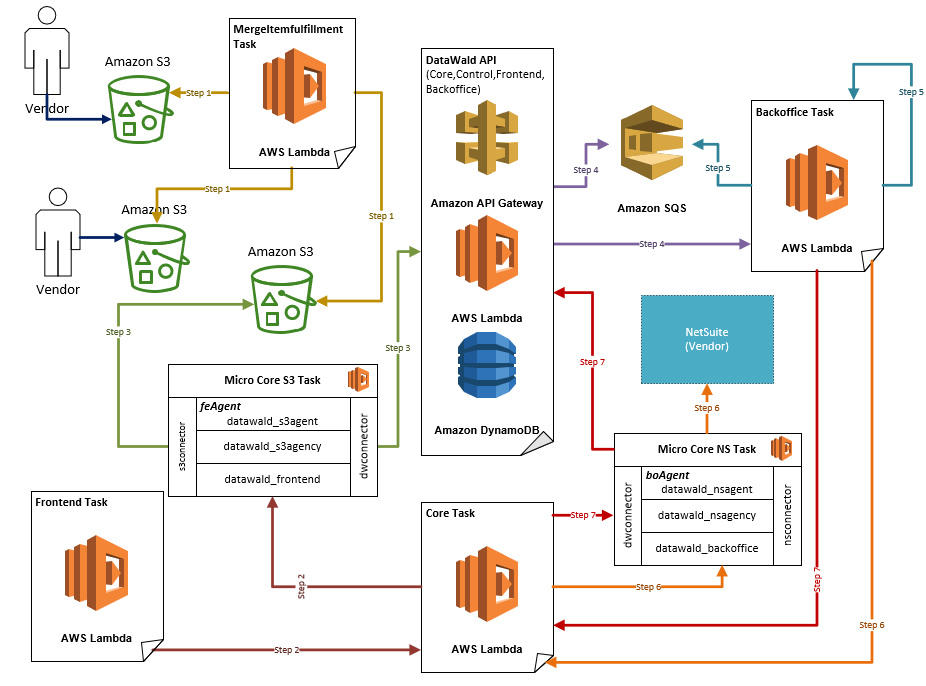 MergeItemfulfillment
Task
AWS Lambda
Amazon S3
Vendor
Step 1
Step 1
Step 1
Amazon S3
Vendor
Amazon S3
DataWald API
(Core,Control,Frontend,
Backoffice)
Amazon API Gateway
AWS Lambda
Amazon DynamoDB
Step 4
Amazon SQS
Step 5
Step 5
Backoffice Task
AWS Lambda
Step 4
Step 3
Step 3
Micro Core S3 Task
s3connector
feAgent
datawald_s3agent
datawald_s3agency
datawald_frontend
dwconnector
NetSuite
(Vendor)
Step 7
Step 6
Micro Core NS Task
dwconnector
boAgent
datawald_nsagent
datawald_nsagency
datawald_backoffice
nsconnector
Frontend Task
AWS Lambda
Step 2
Step 2
Core Task
AWS Lambda
Step 7
Step 6
Step 7
Step 6